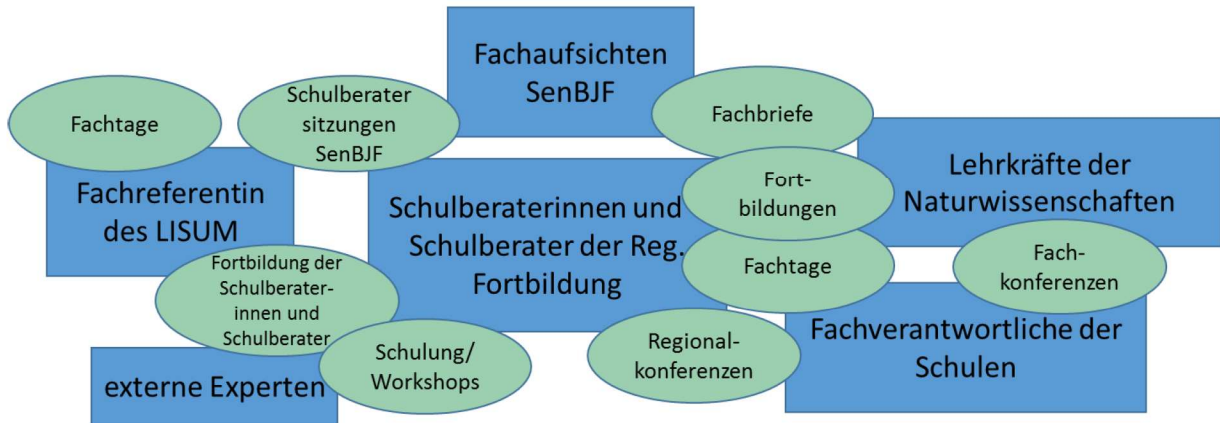 Fachaufsichten
SenBJF
Fachtage
Schulberater
sitzungen
SenBJF
Fachbriefe
Fachreferentin
des LISUM
Schulberaterinnen und
Schulberater der Reg.
Fortbildung
Fort-
bildungen
Lehrkräfte der
Naturwissenschaften
Fachtage
Fach-
konferenzen
Fortbildung der
Schulberater-
innen und
Schulberater
externe Experten
Schulung/
Workshops
Regional-
konferenzen
Fachverantwortliche der
Schulen